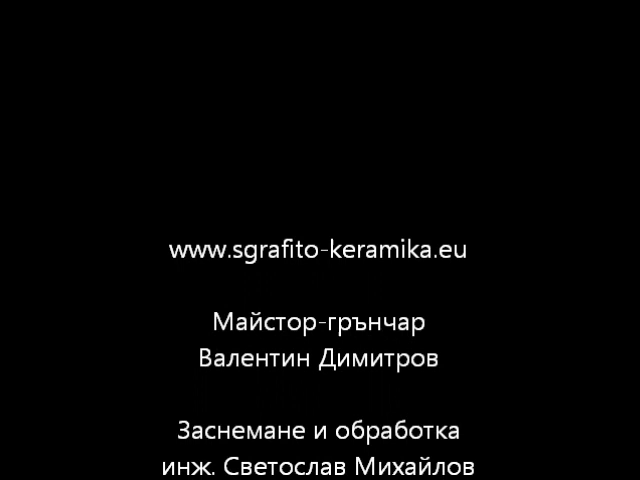 www.sgrafito-keramika.eu
Майстор-грънчар
Валентин Димитров
Заснемане и обработка
инж. Светослав Михайлов